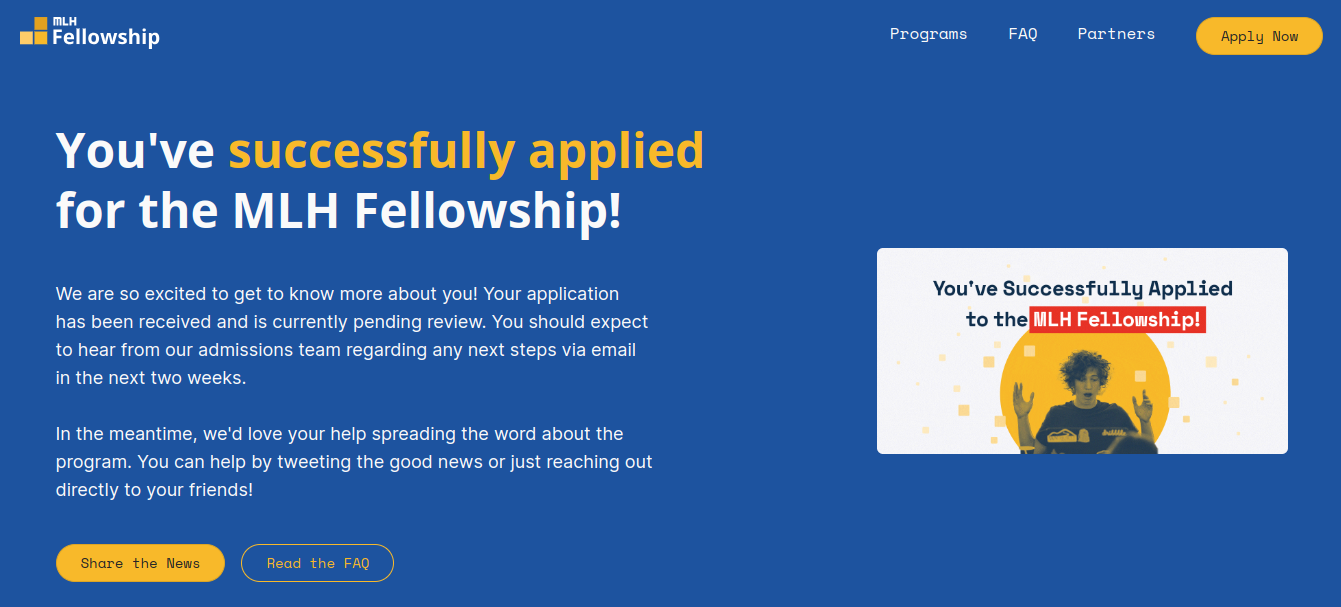 MLH
Fellowship
Programs
FAQ
Partners
Apply Now
You've successfully applied
for the MLH Fellowship!
We are so excited to get to know more about you! Your application
has been received and is currently pending review. You should expect
to hear from our admissions team regarding any next steps via email
in the next two weeks.
In the meantime, we'd love your help spreading the word about the
program. You can help by tweeting the good news or just reaching out
directly to your friends!
Share the News
Read the FAQ
You've Successfully Applied
to the MLH Fellowship!